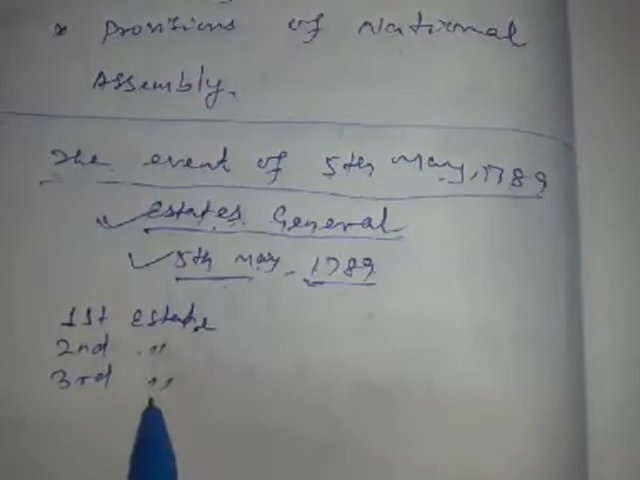 * Provisions of National
Assembly.
The event of 5th May, 1789
Estates General
5th May, 1789
1st estate
2nd "
3rd "